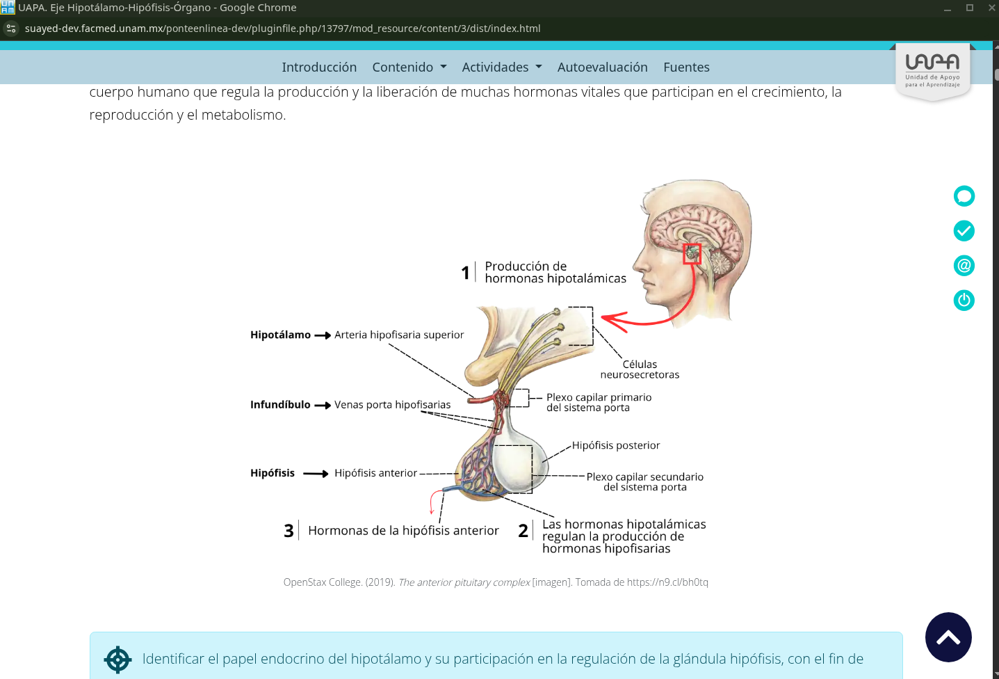 UAPA. Eje Hipotálamo-Hipófisis-Órgano - Google Chrome
suayed-dev.facmed.unam.mx/ponteenlinea-dev/pluginfile.php/13797/mod_resource/content/3/dist/index.html
Introducción Contenido Actividades Autoevaluación Fuentes
UAPA
Unidad de Apoyo
para el Aprendizaje
cuerpo humano que regula la producción y la liberación de muchas hormonas vitales que participan en el crecimiento, la
reproducción y el metabolismo.
1 Producción de
hormonas hipotalámicas
Hipotálamo Arteria hipofisaria superior
Células
neurosecretoras
Infundíbulo Venas porta hipofisarias
Plexo capilar primario
del sistema porta
Hipófisis posterior
Hipófisis Hipófisis anterior
Plexo capilar secundario
del sistema porta
3 Hormonas de la hipófisis anterior
2 Las hormonas hipotalámicas
regulan la producción de
hormonas hipofisarias
OpenStax College. (2019). The anterior pituitary complex [imagen]. Tomada de https://n9.cl/bh0tq
Identificar el papel endocrino del hipotálamo y su participación en la regulación de la glándula hipófisis, con el fin de